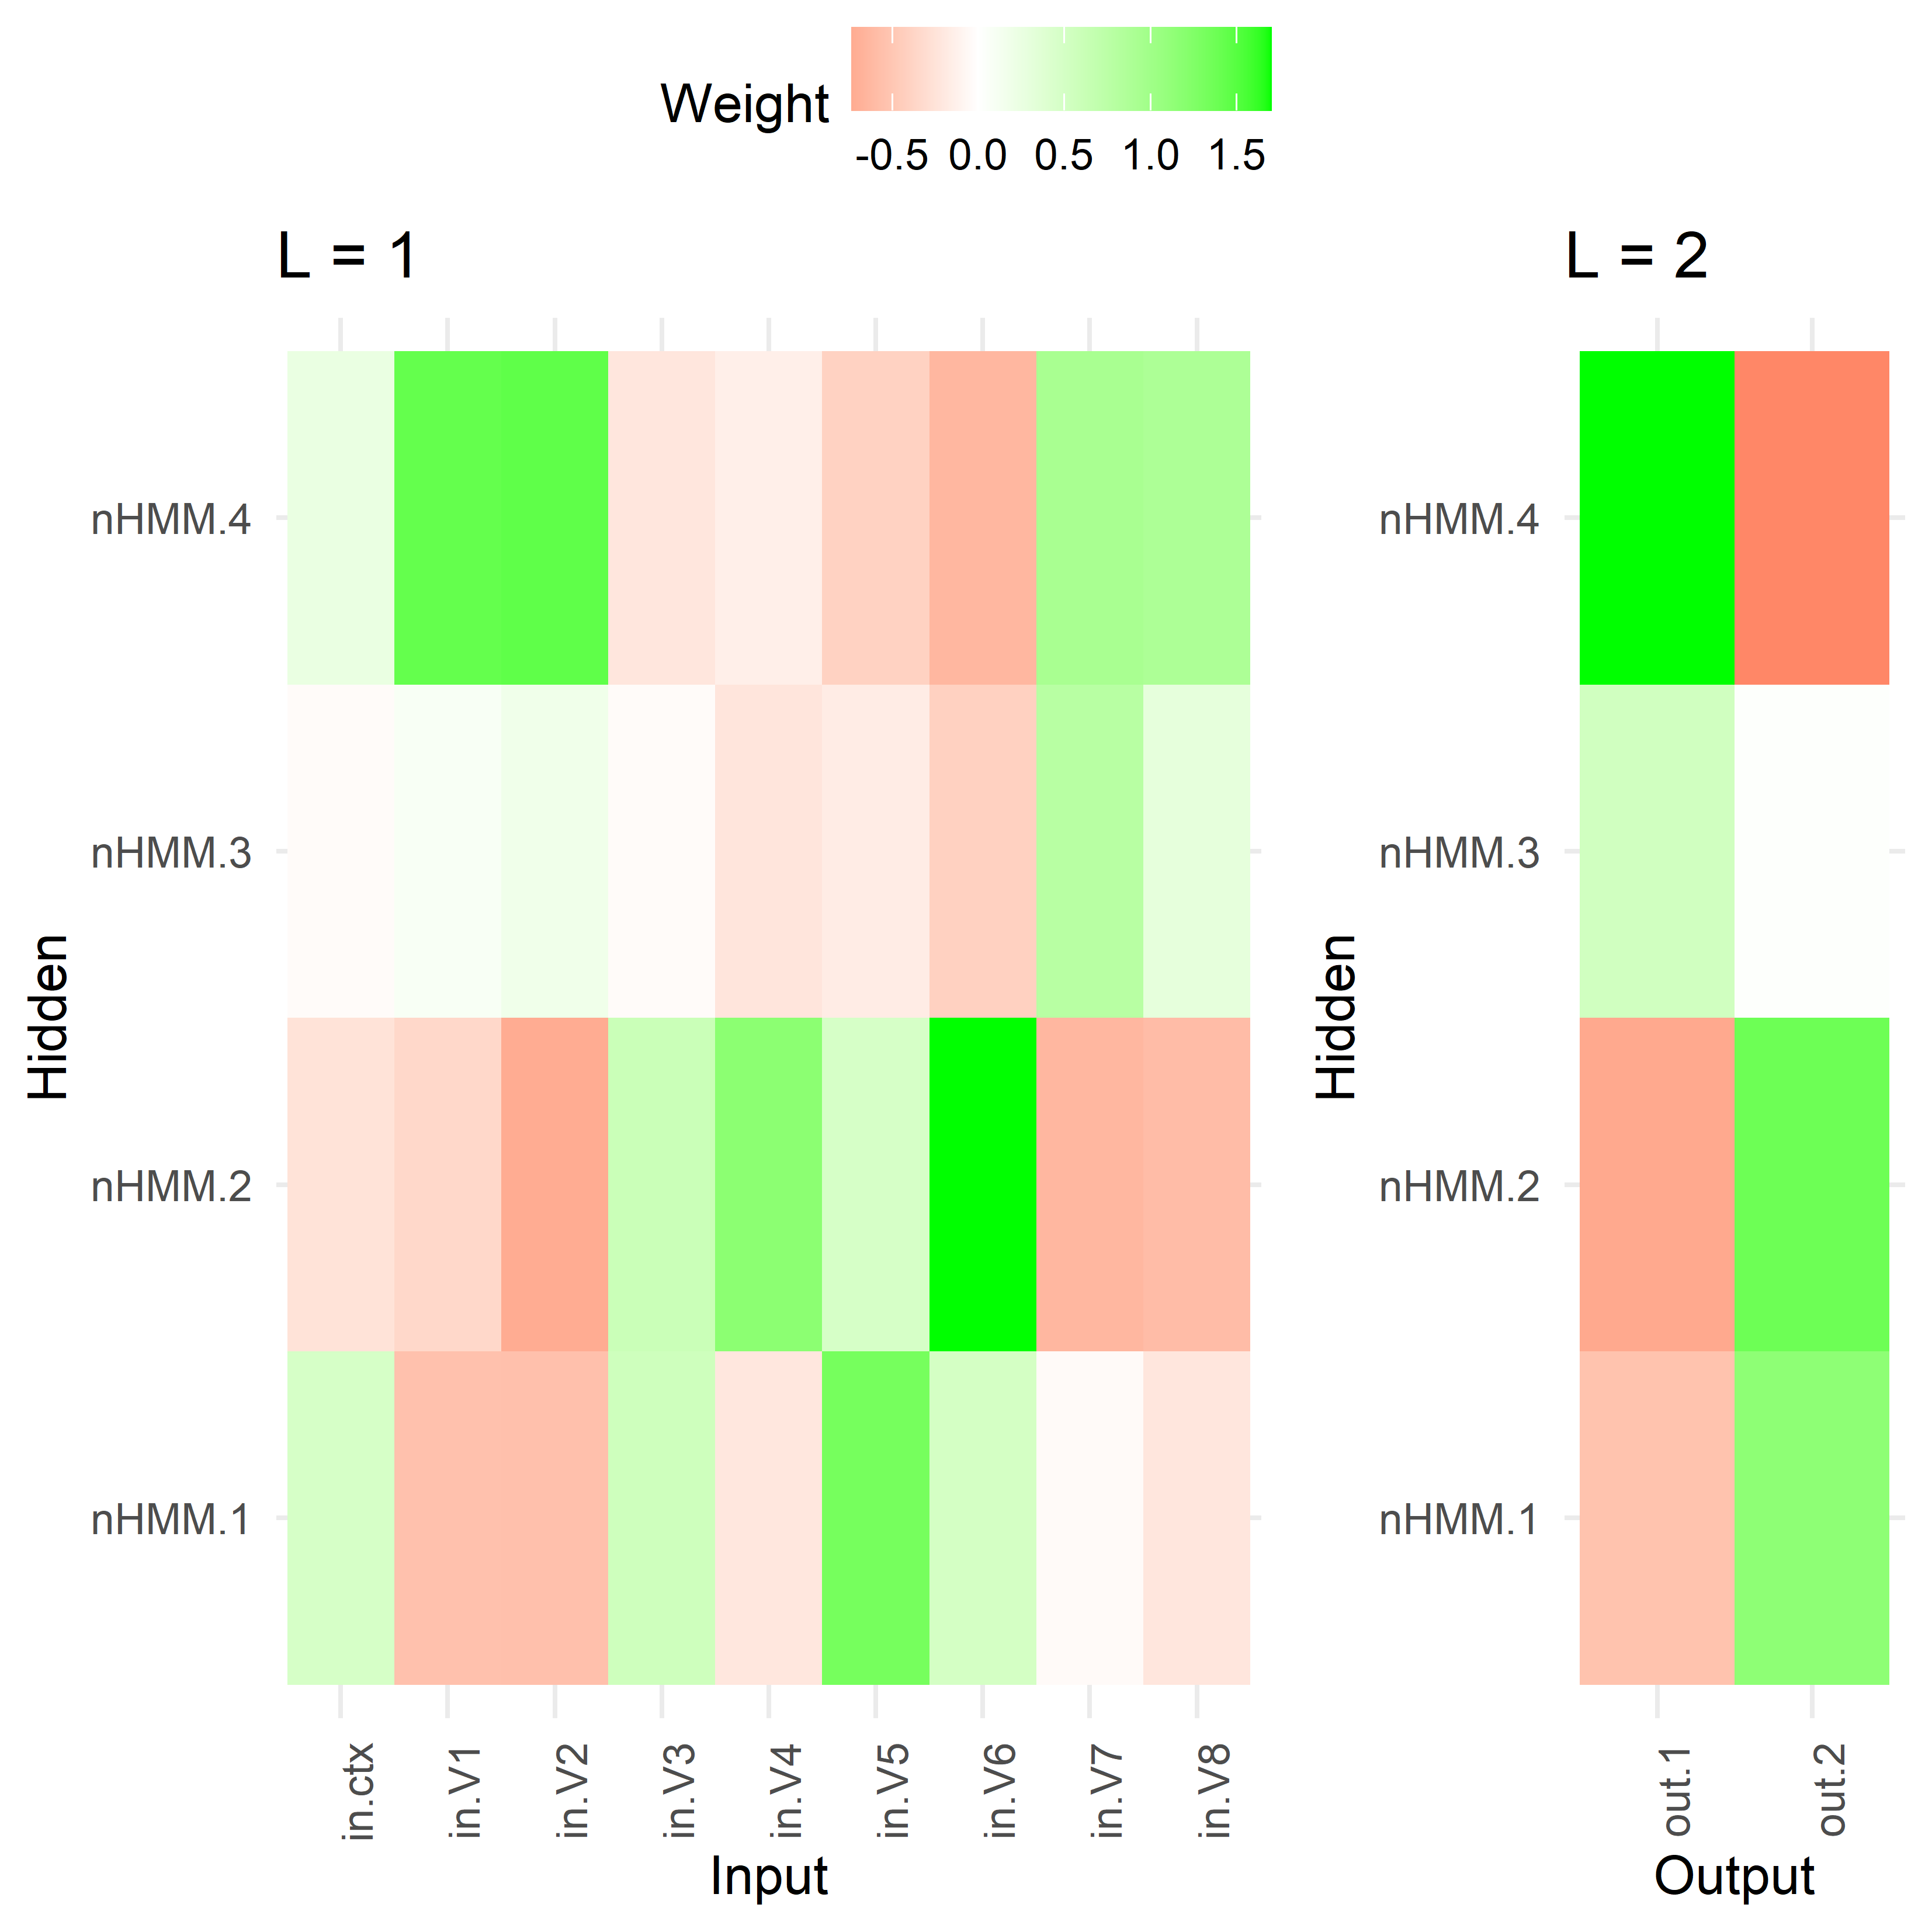 Weight
-0.5 0.0 0.5 1.0 1.5
L = 1
nHMM.4
nHMM.3
nHMM.2
nHMM.1
Hidden
in.ctx in.V1 in.V2 in.V3 in.V4 in.V5 in.V6 in.V7 in.V8
Input
L = 2
nHMM.4
nHMM.3
nHMM.2
nHMM.1
Hidden
out.1 out.2
Output